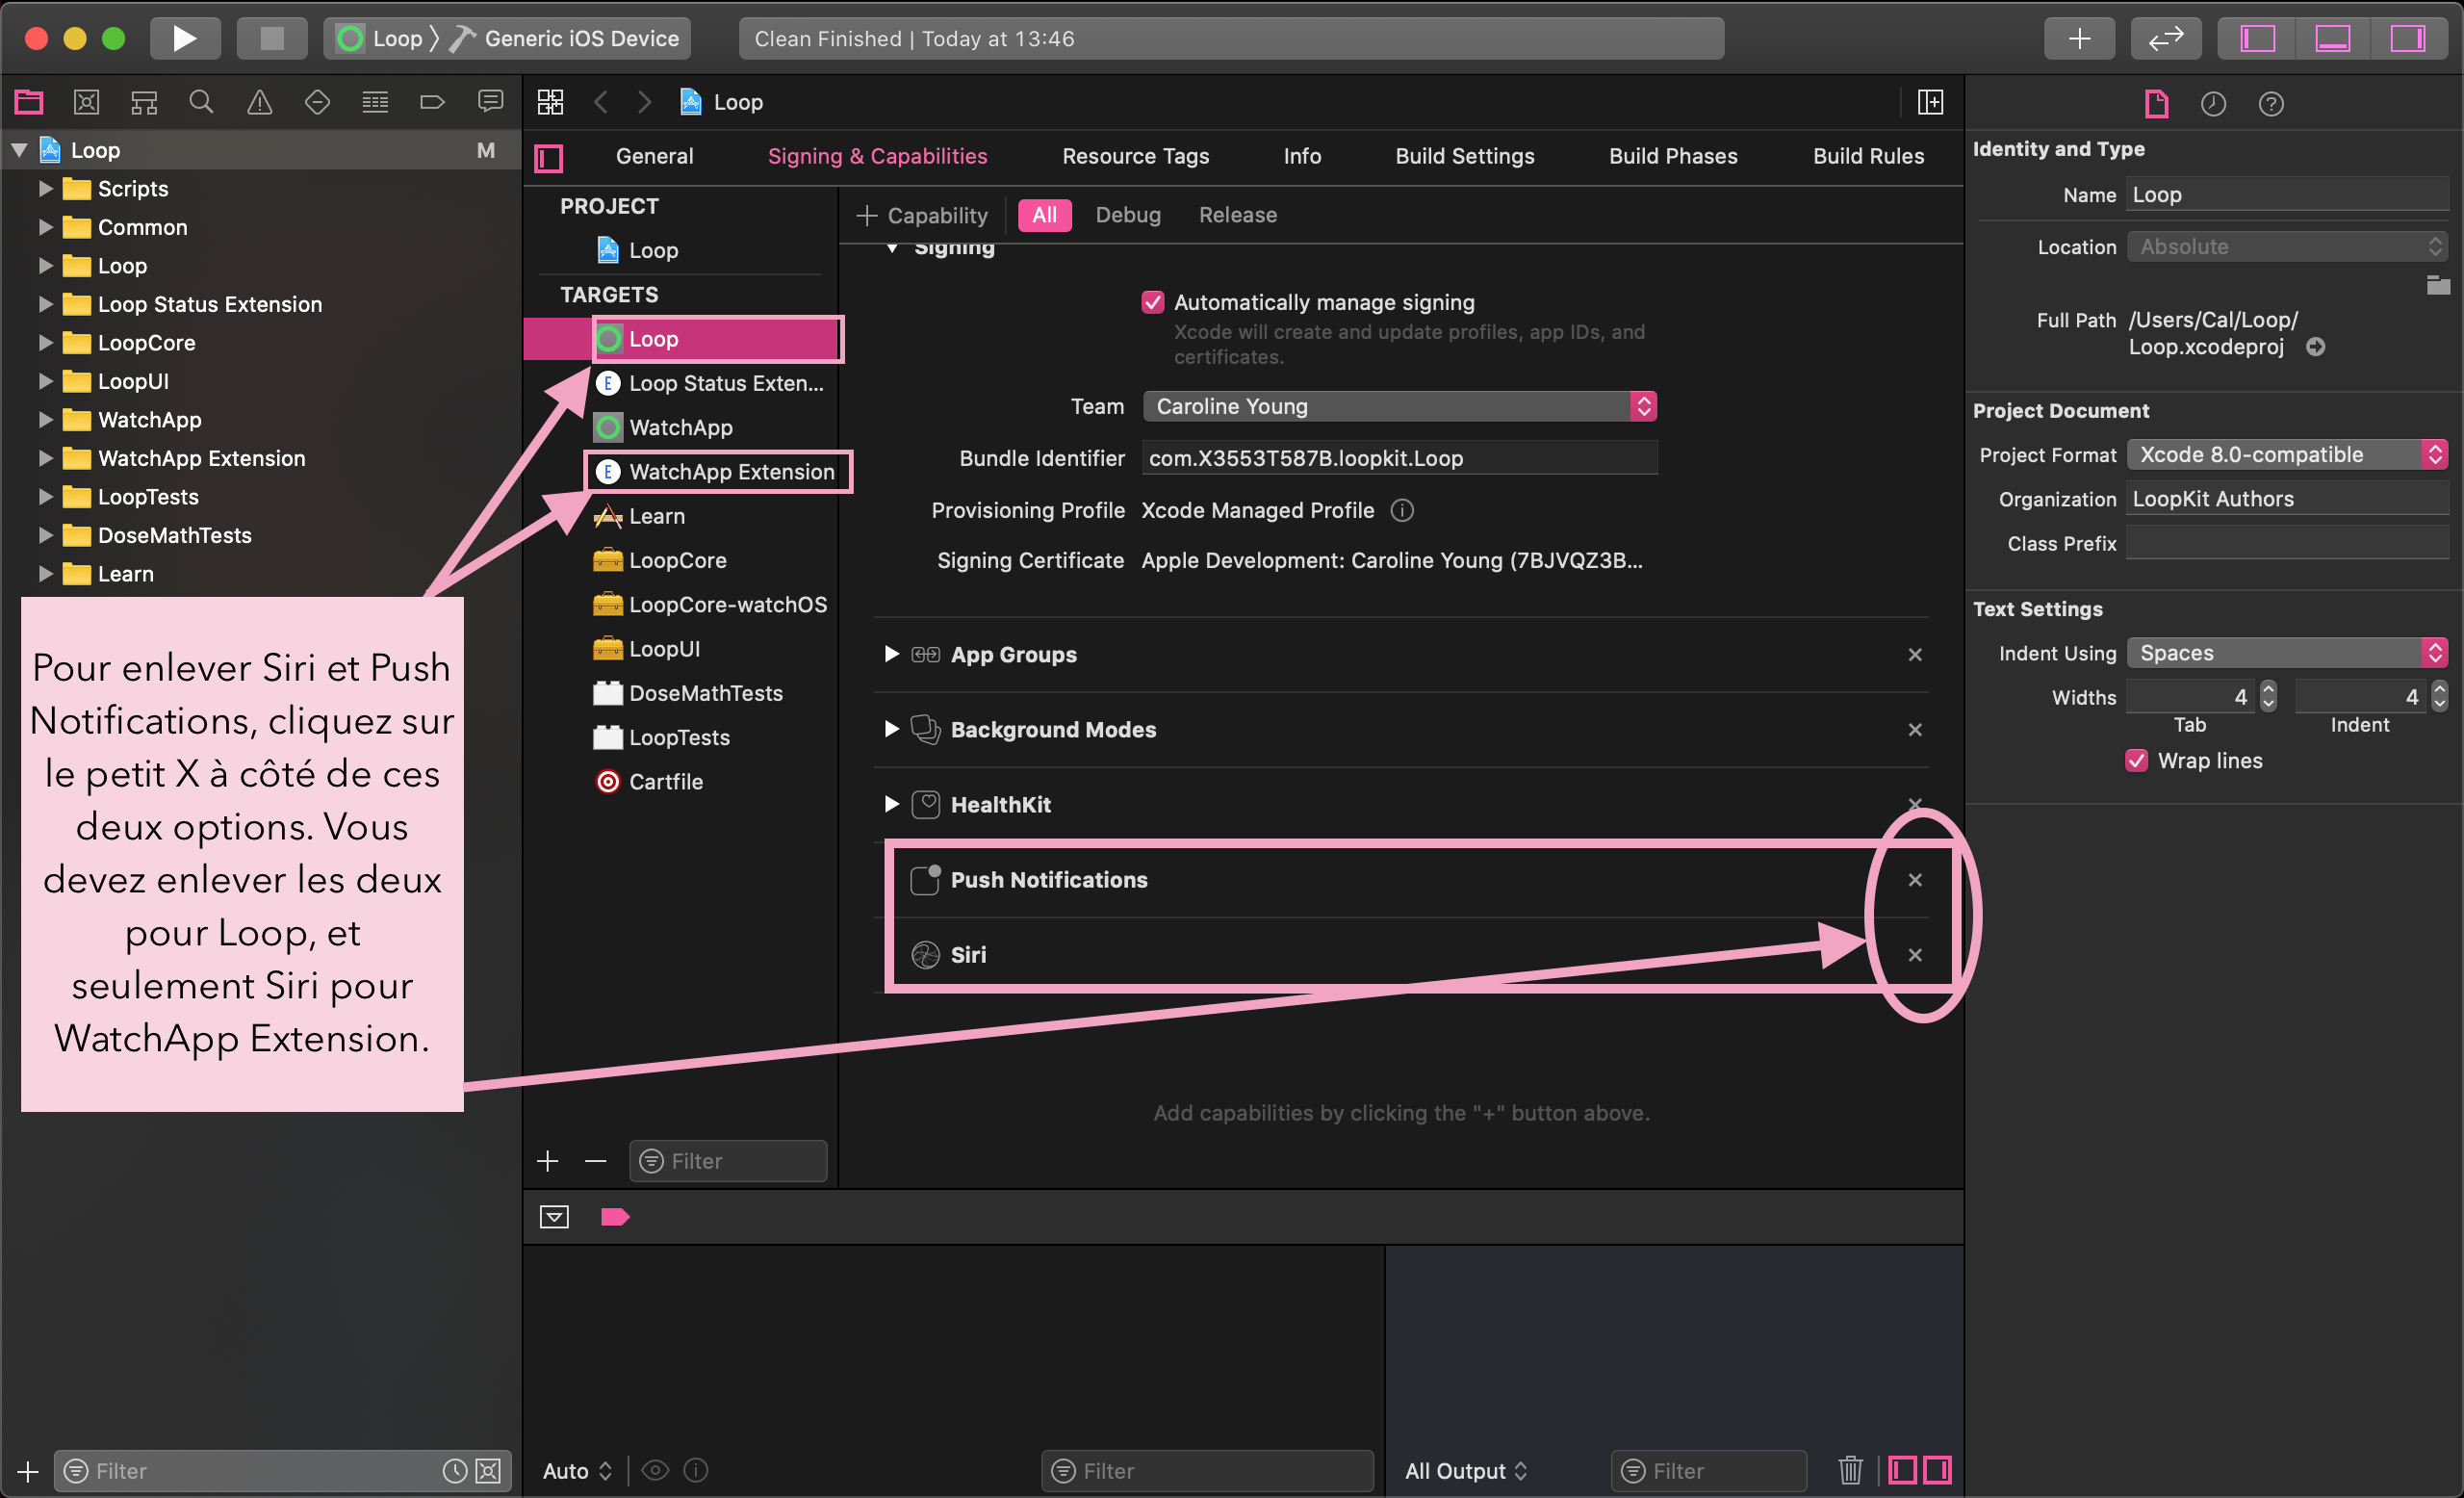 Loop
Generic iOS Device
Clean Finished | Today at 13:46
Loop
M
Scripts
Common
Loop
Loop Status Extension
LoopCore
LoopUI
WatchApp
WatchApp Extension
LoopTests
DoseMathTests
Learn
Pour enlever Siri et Push
Notifications, cliquez sur
le petit X à côté de ces
deux options. Vous
devez enlever les deux
pour Loop, et
seulement Siri pour
WatchApp Extension.
Filter
Loop
General
Signing & Capabilities
Resource Tags
Info
Build Settings
Build Phases
Build Rules
PROJECT
Loop
TARGETS
Loop
Loop Status Exten...
WatchApp
WatchApp Extension
Learn
LoopCore
LoopCore-watchOS
LoopUI
DoseMathTests
LoopTests
Cartfile
Filter
+ Capability
All
Debug
Release
Signing
Automatically manage signing
Xcode will create and update profiles, app IDs, and
certificates.
Team
Caroline Young
Bundle Identifier
com.X3553T587B.loopkit.Loop
Provisioning Profile
Xcode Managed Profile
Signing Certificate
Apple Development: Caroline Young (7BJVQZ3B...
App Groups
Background Modes
HealthKit
Push Notifications
Siri
Add capabilities by clicking the "+" button above.
Auto
Filter
All Output
Filter
Identity and Type
Name
Loop
Location
Absolute
Full Path
/Users/Cal/Loop/
Loop.xcodeproj
Project Document
Project Format
Xcode 8.0-compatible
Organization
LoopKit Authors
Class Prefix
Text Settings
Indent Using
Spaces
Widths
4
4
Tab
Indent
Wrap lines